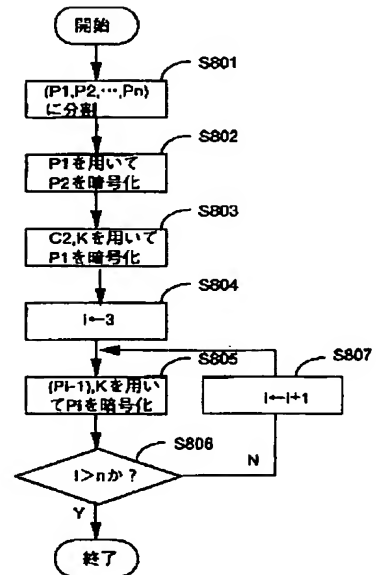 開始
S801
(P1,P2,…,Pn)
に分割
S802
P1を用いて
P2を暗号化
S803
C2,Kを用いて
P1を暗号化
S804
i←3
S805
(Pi-1),Kを用い
てPiを暗号化
S807
i←i+1
S806
i>nか？
N
Y
終了